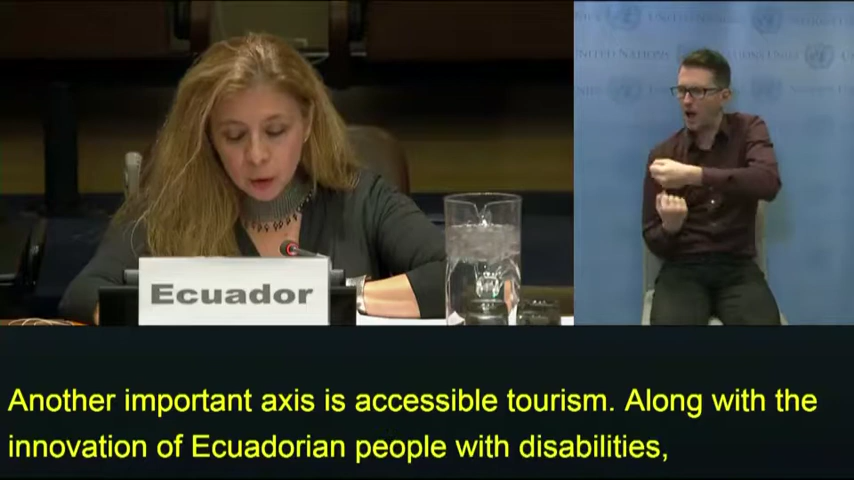 UNITED NATIONS
Ecuador
Another important axis is accessible tourism. Along with the
innovation of Ecuadorian people with disabilities,